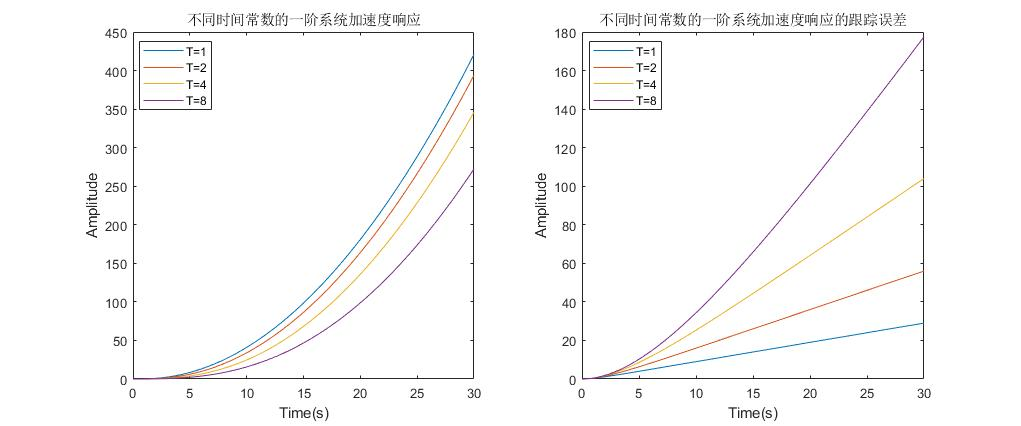 不同时间常数的一阶系统加速度响应
450
400
350
300
250
200
150
100
50
0
Amplitude
T=1
T=2
T=4
T=8
0 5 10 15 20 25 30
Time(s)
不同时间常数的一阶系统加速度响应的跟踪误差
180
160
140
120
100
80
60
40
20
0
Amplitude
T=1
T=2
T=4
T=8
0 5 10 15 20 25 30
Time(s)